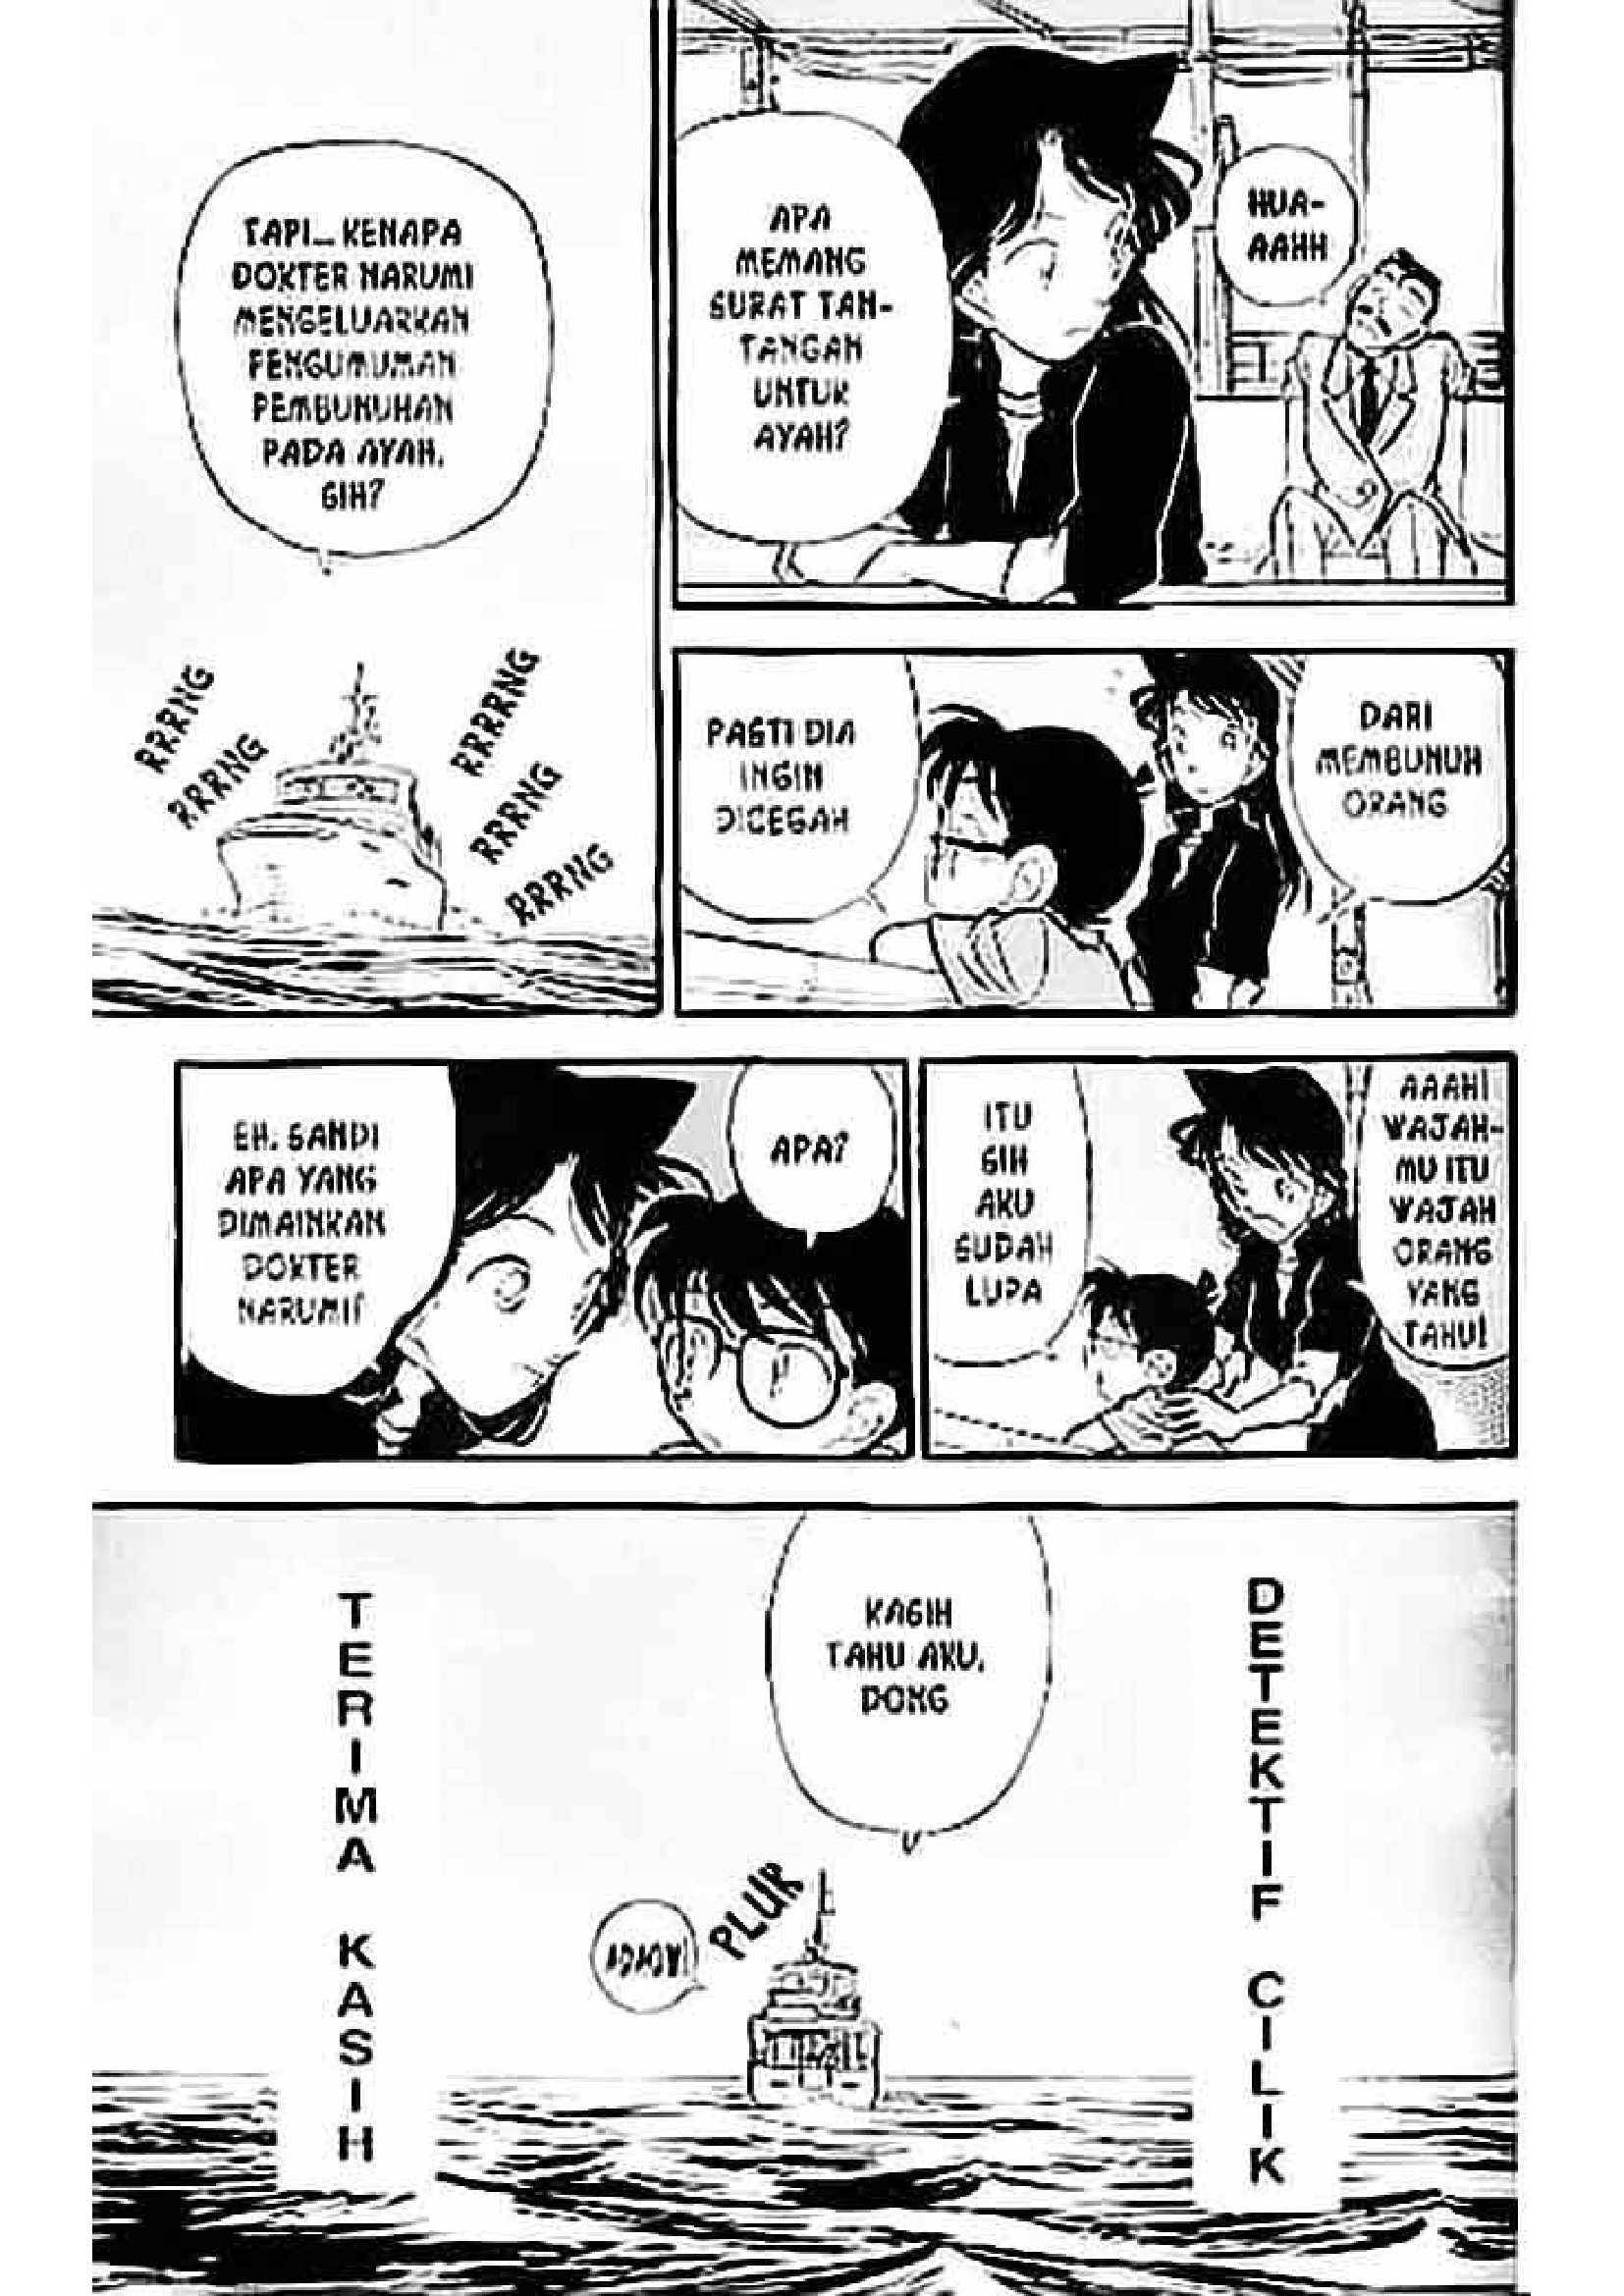 TAPI... KENAPA
DOKTER NARUMI
MENGELUARKAN
PENGUMUMAN
PEMBUNUHAN
PADA AYAH,
SIH?
RRRNG
RRRNG
RRRRNG
RRRNG
RRRNG
APA
MEMANG
SURAT TAN-
TANGAN
UNTUK
AYAH?
HUA-
AAHH
PASTI DIA
INGIN
DICEGAH
DARI
MEMBUNUH
ORANG
EH, SANDI
APA YANG
DIMAINKAN
DOKTER
NARUMI?
APA?
ITU
SIH
AKU
SUDAH
LUPA
AAAH!
WAJAH-
MU ITU
WAJAH
ORANG
YANG
TAHU!
TERIMA KASIH
KASIH
TAHU AKU,
DONG
PLUK
DETEKTIF CILIK